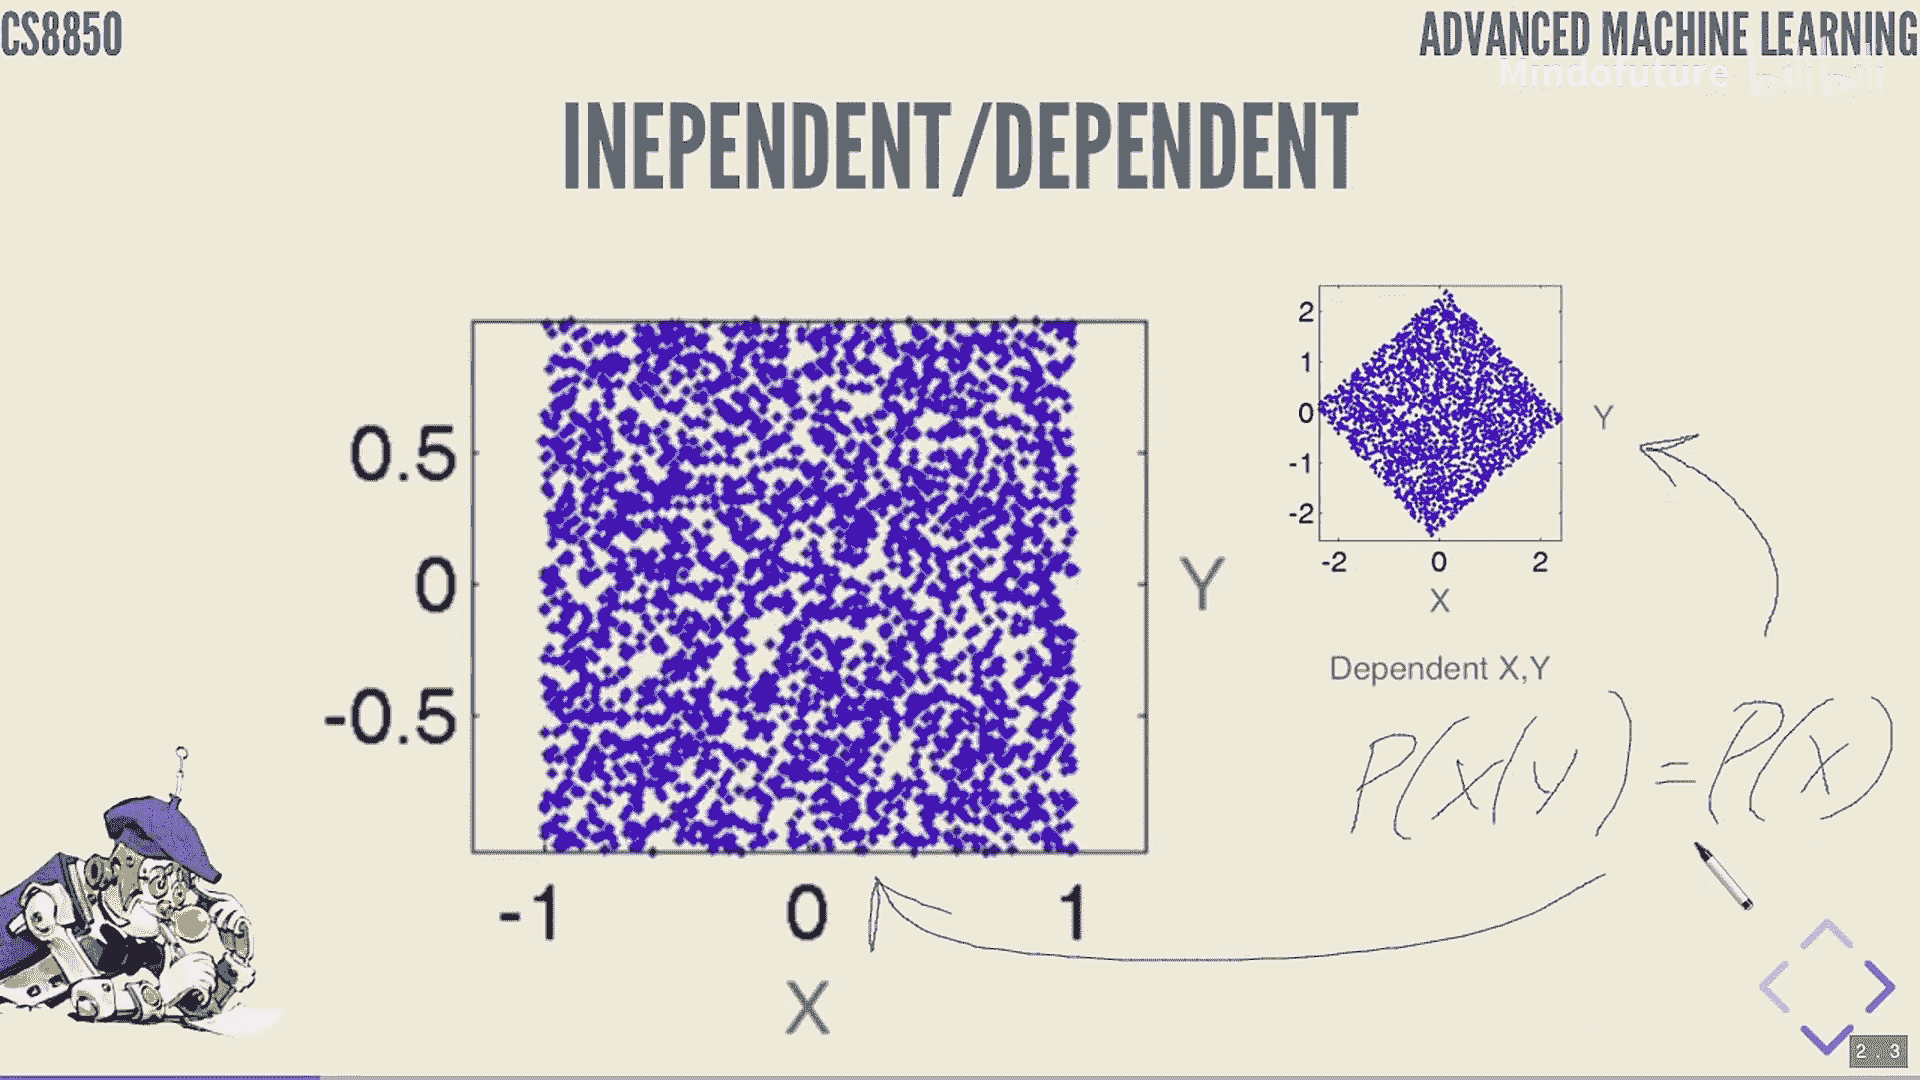 CS8850
ADVANCED MACHINE LEARNING
Mindofuture
INEPENDENT/DEPENDENT
0.5
0
-0.5
-1 0 1
X
Y
2
1
0
-1
-2
-2 0 2
X
Y
Dependent X,Y
P(x/y) = P(x)
2.3